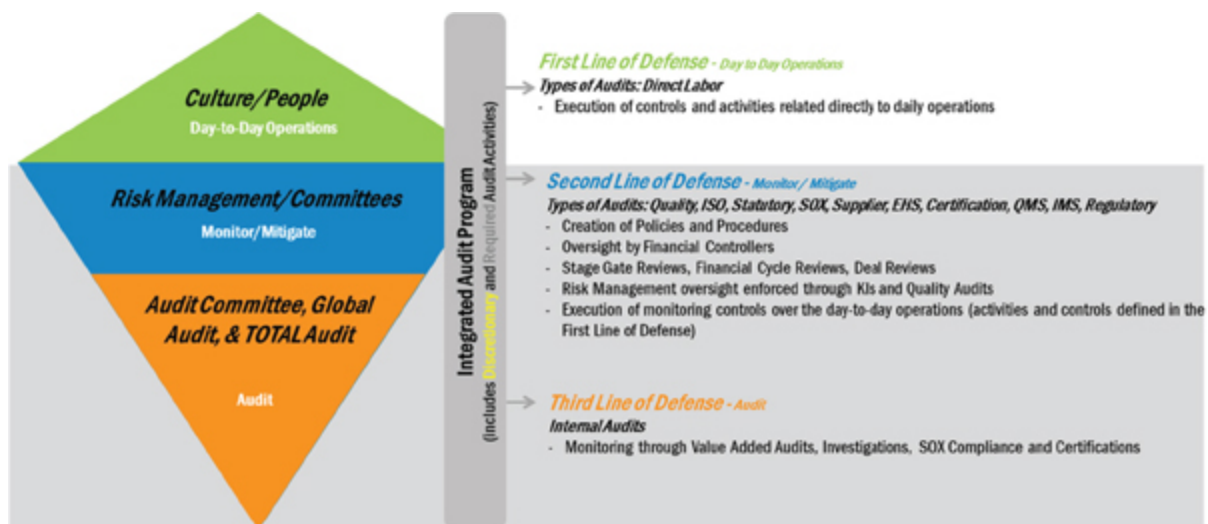 Culture/People
Day-to-Day Operations
Risk Management/Committees
Monitor/Mitigate
Audit Committee, Global
Audit, & TOTAL Audit
Audit
Integrated Audit Program
(includes Discretionary and Required Audit Activities)
First Line of Defense - Day to Day Operations
Types of Audits: Direct Labor
- Execution of controls and activities related directly to daily operations
Second Line of Defense - Monitor/ Mitigate
Types of Audits: Quality, ISO, Statutory, SOX, Supplier, EHS, Certification, QMS, IMS, Regulatory
- Creation of Policies and Procedures
- Oversight by Financial Controllers
- Stage Gate Reviews, Financial Cycle Reviews, Deal Reviews
- Risk Management oversight enforced through KIs and Quality Audits
- Execution of monitoring controls over the day-to-day operations (activities and controls defined in the
First Line of Defense)
Third Line of Defense - Audit
Internal Audits
- Monitoring through Value Added Audits, Investigations, SOX Compliance and Certifications